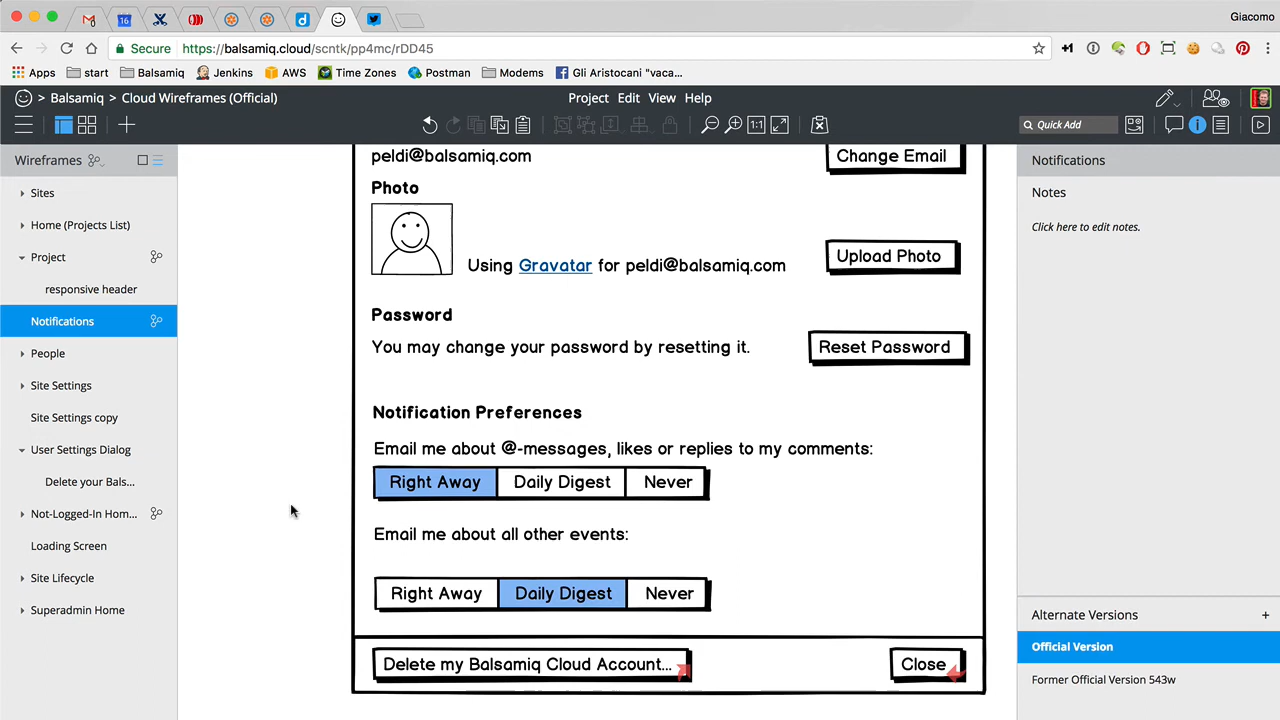 Giacomo
16
Secure https://balsamiq.cloud/scntk/pp4mc/rDD45
Apps start Balsamiq Jenkins AWS Time Zones Postman Modems Gli Aristocani "vaca...
Balsamiq > Cloud Wireframes (Official) Project Edit View Help
1:1 Quick Add
Wireframes
Sites
Home (Projects List)
Project
responsive header
Notifications
People
Site Settings
Site Settings copy
User Settings Dialog
Delete your Bals...
Not-Logged-In Hom...
Loading Screen
Site Lifecycle
Superadmin Home
peldi@balsamiq.com
Change Email
Photo
Using Gravatar for peldi@balsamiq.com
Upload Photo
Password
You may change your password by resetting it.
Reset Password
Notification Preferences
Email me about @-messages, likes or replies to my comments:
Right Away Daily Digest Never
Email me about all other events:
Right Away Daily Digest Never
Delete my Balsamiq Cloud Account...
Close
Notifications
Notes
Click here to edit notes.
Alternate Versions +
Official Version
Former Official Version 543w